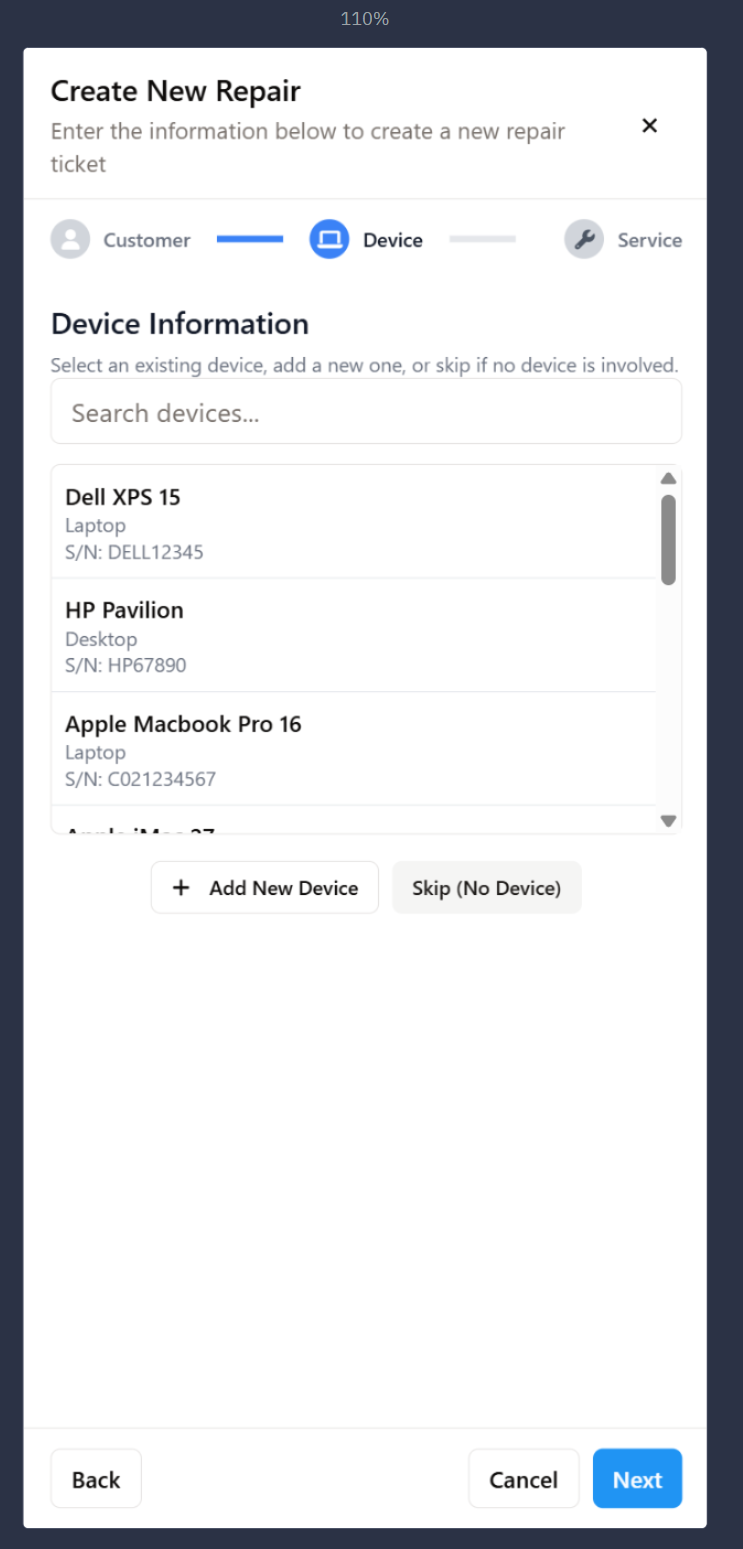 110%
Create New Repair
Enter the information below to create a new repair
ticket
Customer
Device
Service
Device Information
Select an existing device, add a new one, or skip if no device is involved.
Search devices...
Dell XPS 15
Laptop
S/N: DELL12345
HP Pavilion
Desktop
S/N: HP67890
Apple Macbook Pro 16
Laptop
S/N: C021234567
Apple iMac 27
Add New Device
Skip (No Device)
Back
Cancel
Next